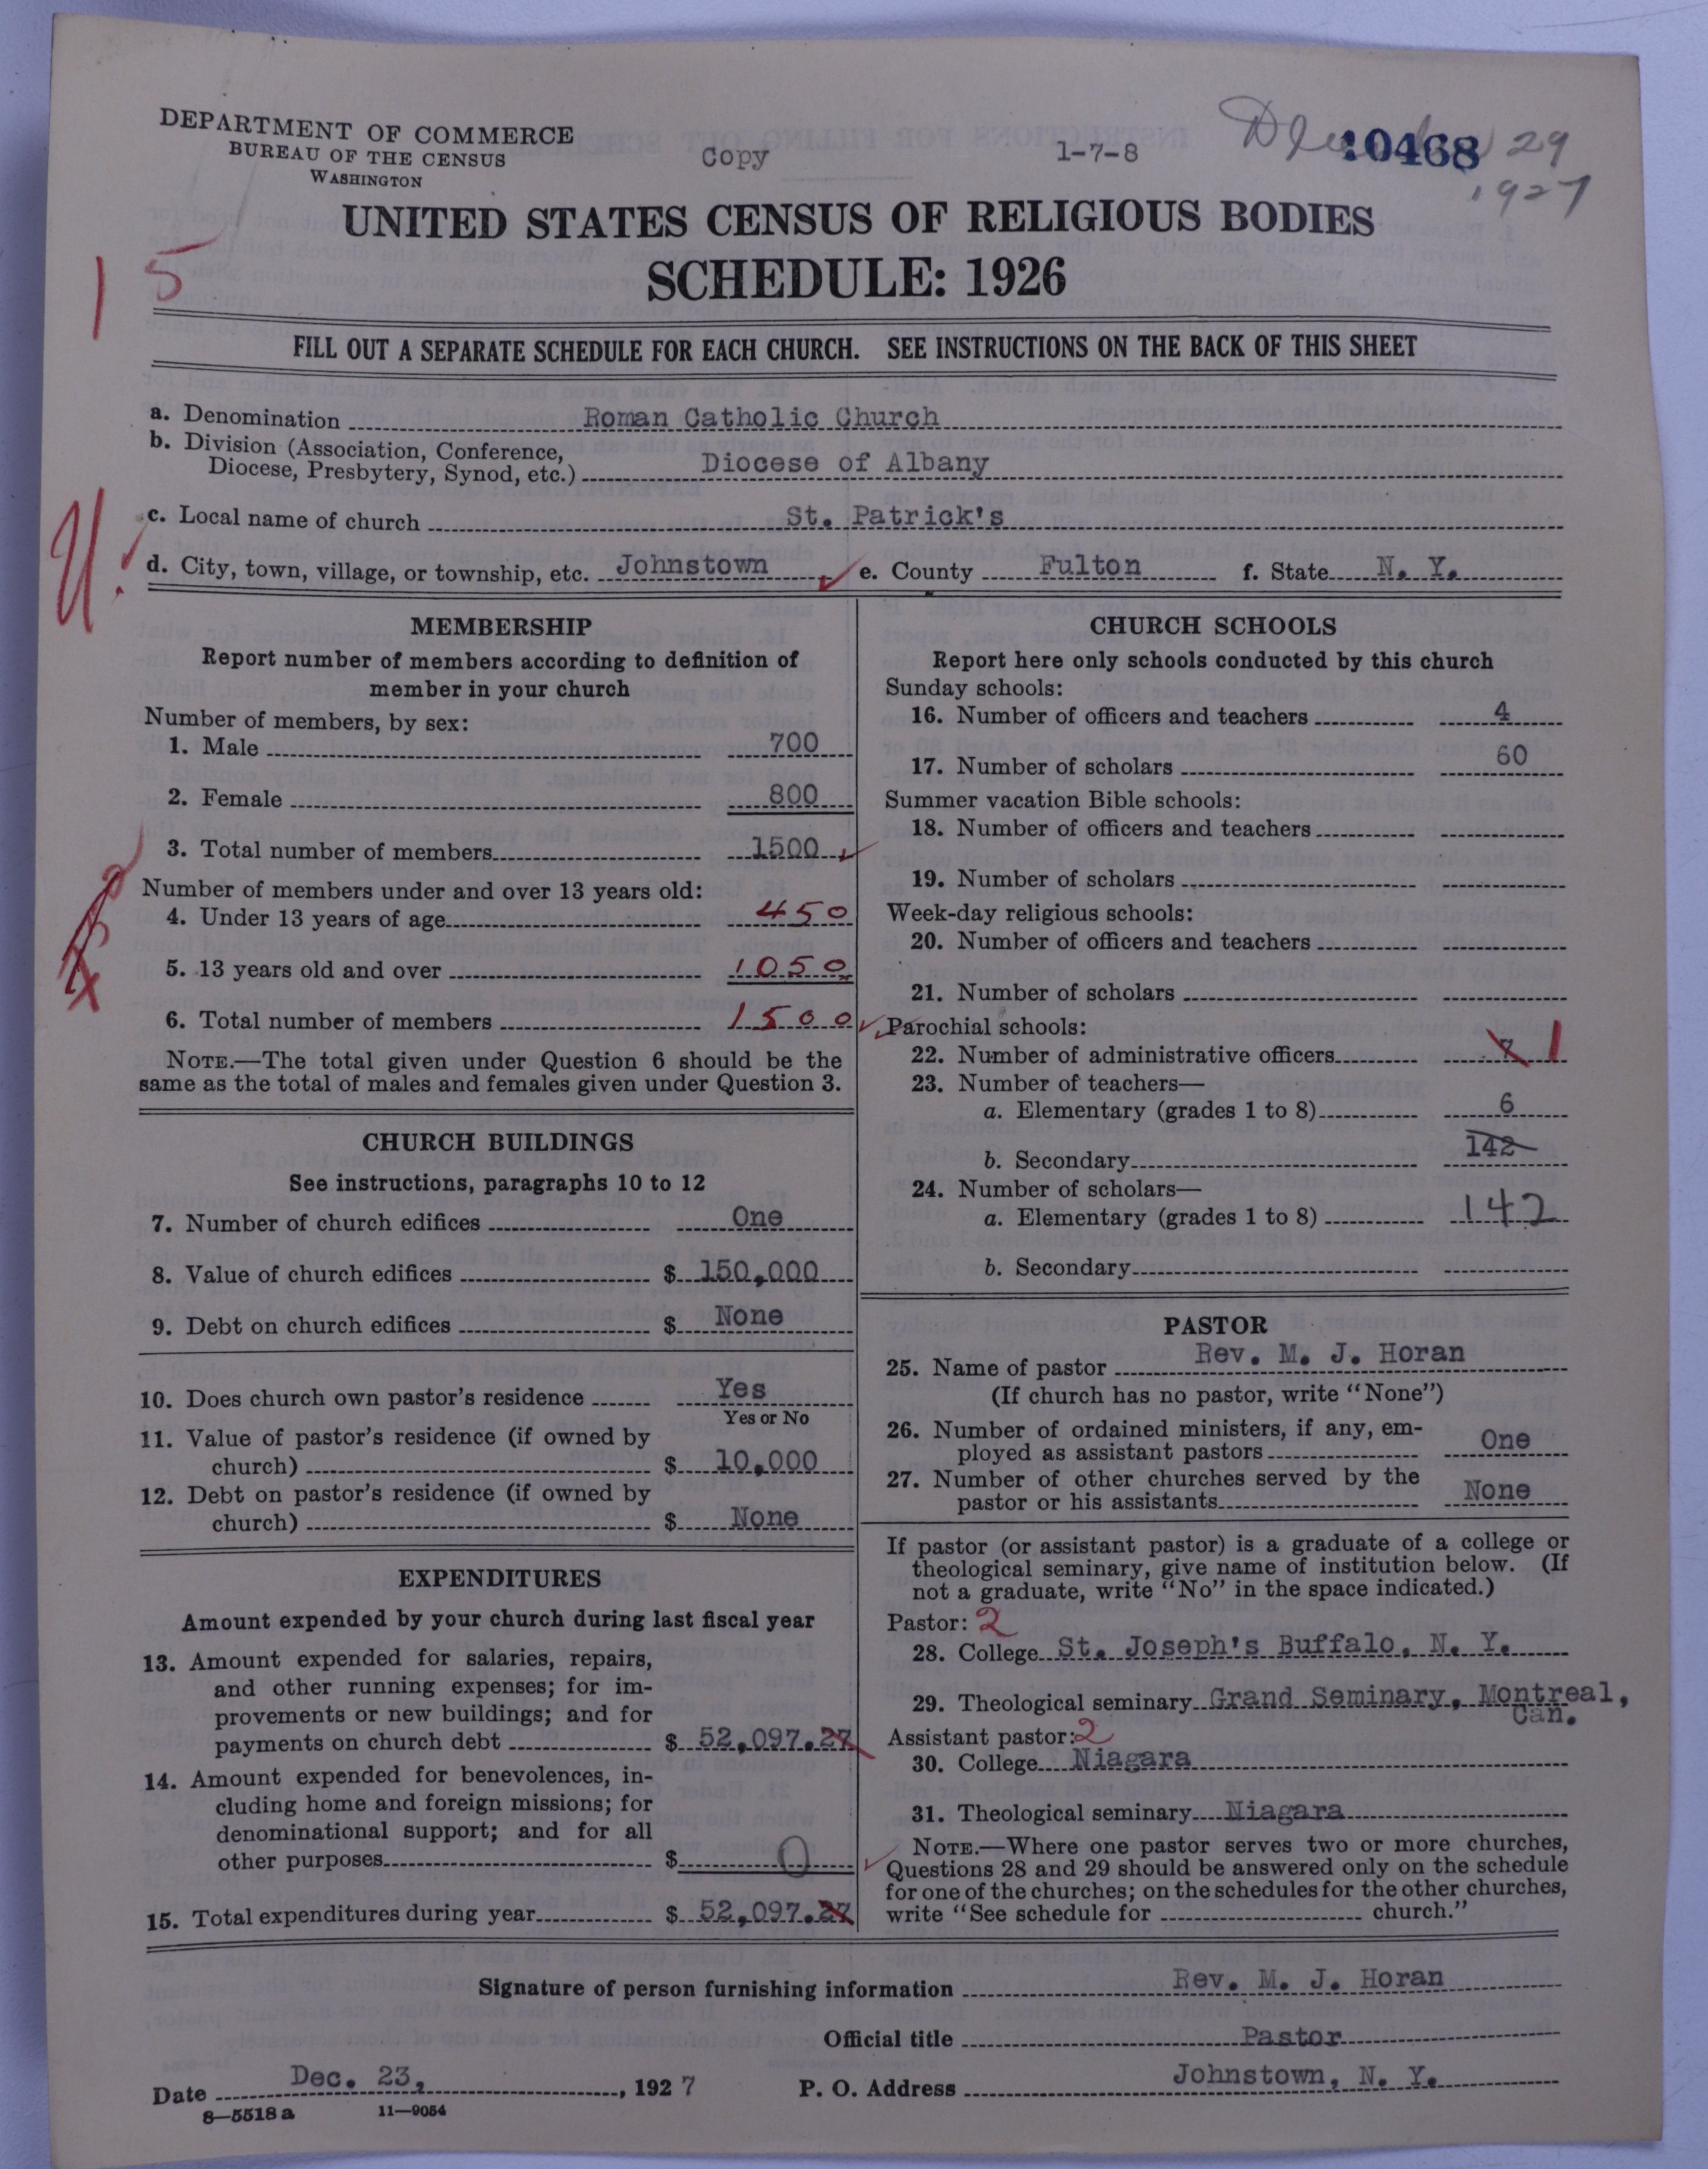 DEPARTMENT OF COMMERCE
BUREAU OF THE CENSUS
WASHINGTON
Copy
1-7-8
10468
29
1927
UNITED STATES CENSUS OF RELIGIOUS BODIES
SCHEDULE: 1926
15
FILL OUT A SEPARATE SCHEDULE FOR EACH CHURCH. SEE INSTRUCTIONS ON THE BACK OF THIS SHEET
a. Denomination Roman Catholic Church
b. Division (Association, Conference,
Diocese, Presbytery, Synod, etc.) Diocese of Albany
c. Local name of church St. Patrick's
d. City, town, village, or township, etc. Johnstown e. County Fulton f. State N. Y.
U.
MEMBERSHIP
Report number of members according to definition of
member in your church
Number of members, by sex:
1. Male 700
2. Female 800
3. Total number of members 1500
Number of members under and over 13 years old:
4. Under 13 years of age 450
5. 13 years old and over 1050
6. Total number of members 1500
NOTE.—The total given under Question 6 should be the
same as the total of males and females given under Question 3.
CHURCH BUILDINGS
See instructions, paragraphs 10 to 12
7. Number of church edifices One
8. Value of church edifices $ 150,000
9. Debt on church edifices $ None
10. Does church own pastor's residence Yes
Yes or No
11. Value of pastor's residence (if owned by
church) $ 10,000
12. Debt on pastor's residence (if owned by
church) $ None
EXPENDITURES
Amount expended by your church during last fiscal year
13. Amount expended for salaries, repairs,
and other running expenses; for im-
provements or new buildings; and for
payments on church debt $ 52,097.27
14. Amount expended for benevolences, in-
cluding home and foreign missions; for
denominational support; and for all
other purposes $ 0
15. Total expenditures during year $ 52,097.27
CHURCH SCHOOLS
Report here only schools conducted by this church
Sunday schools:
16. Number of officers and teachers 4
17. Number of scholars 60
Summer vacation Bible schools:
18. Number of officers and teachers
19. Number of scholars
Week-day religious schools:
20. Number of officers and teachers
21. Number of scholars
Parochial schools:
22. Number of administrative officers 7 1
23. Number of teachers—
a. Elementary (grades 1 to 8) 6
b. Secondary 142
24. Number of scholars—
a. Elementary (grades 1 to 8) 142
b. Secondary
PASTOR
25. Name of pastor Rev. M. J. Horan
(If church has no pastor, write "None")
26. Number of ordained ministers, if any, em-
ployed as assistant pastors One
27. Number of other churches served by the
pastor or his assistants None
If pastor (or assistant pastor) is a graduate of a college or
theological seminary, give name of institution below. (If
not a graduate, write "No" in the space indicated.)
Pastor: 2
28. College St. Joseph's Buffalo, N. Y.
29. Theological seminary Grand Seminary, Montreal,
Can.
Assistant pastor: 2
30. College Niagara
31. Theological seminary Niagara
NOTE.—Where one pastor serves two or more churches,
Questions 28 and 29 should be answered only on the schedule
for one of the churches; on the schedules for the other churches,
write "See schedule for church."
Signature of person furnishing information Rev. M. J. Horan
Official title Pastor
Date Dec. 23, 1927 P. O. Address Johnstown, N. Y.
8—5518 a 11—9054